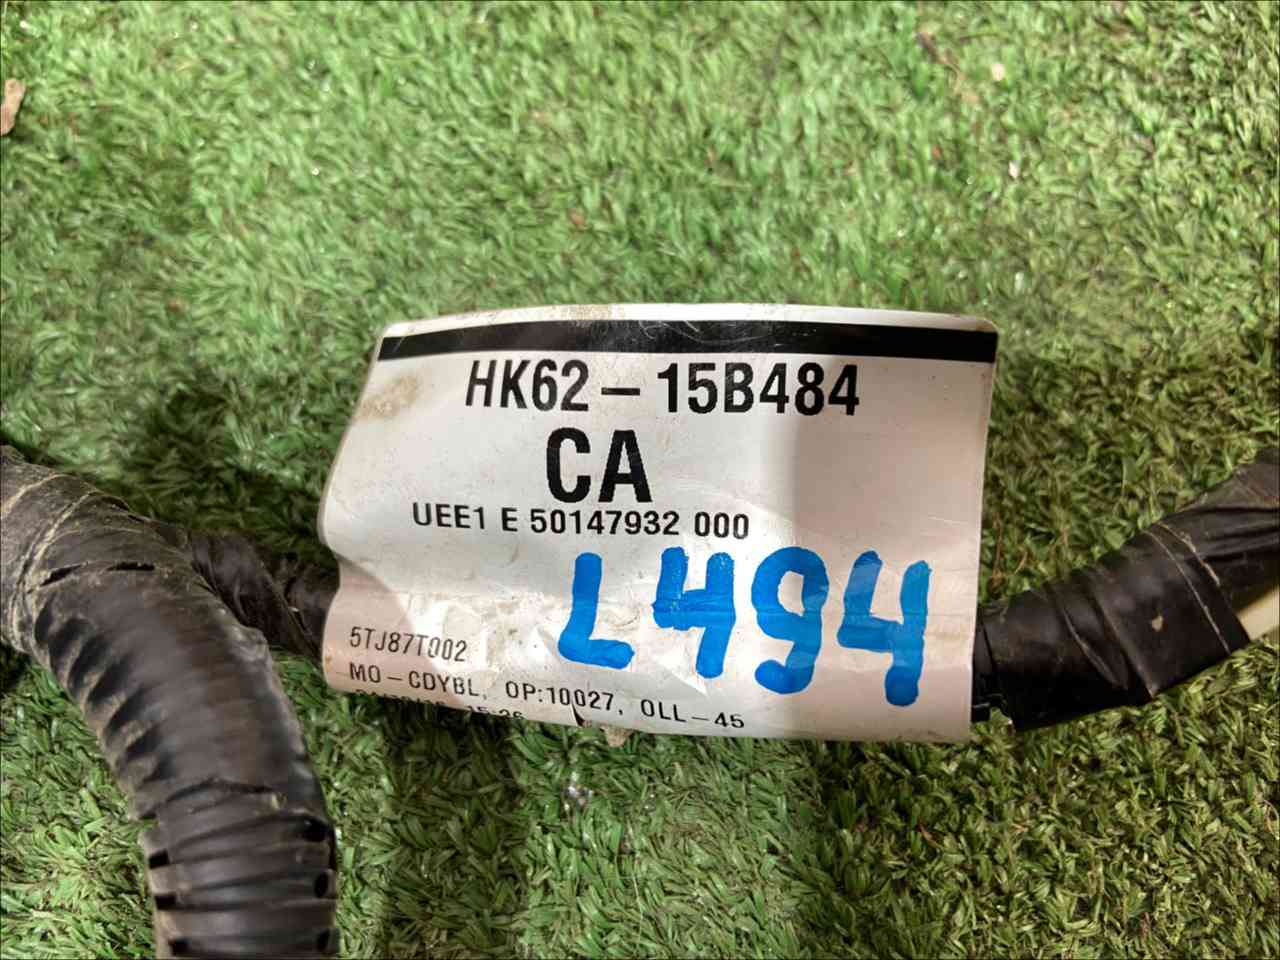 HK62-15B484
CA
UEE1 E 50147932 000
L494
5TJ87T002
MO-CDYBL, OP:10027, OLL-45